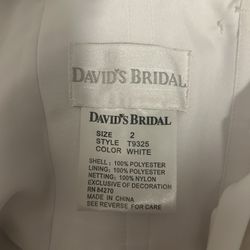 DAVID'S BRIDAL
DAVID'S BRIDAL
SIZE 2
STYLE T9325
COLOR WHITE
SHELL : 100% POLYESTER
LINING : 100% POLYESTER
NETTING : 100% NYLON
EXCLUSIVE OF DECORATION
RN 84270
MADE IN CHINA
SEE REVERSE FOR CARE